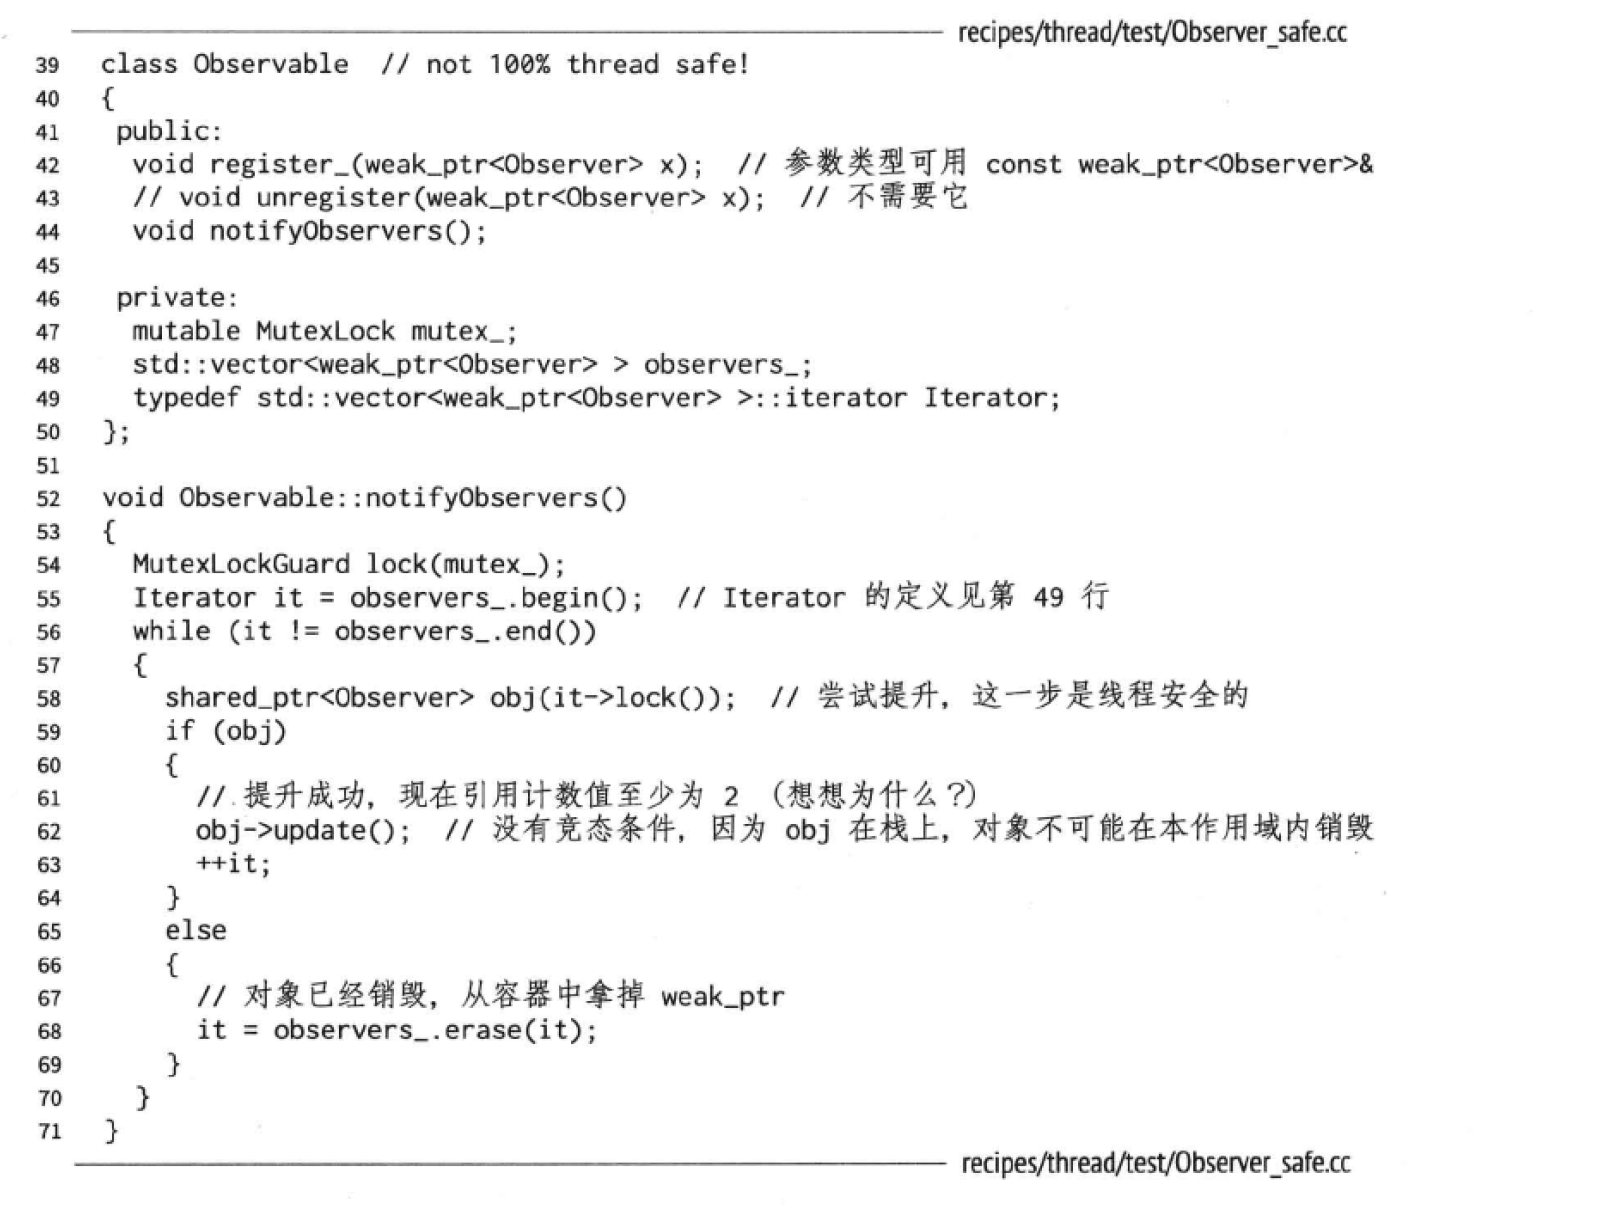 recipes/thread/test/Observer_safe.cc
39 class Observable // not 100% thread safe!
40 {
41 public:
42 void register_(weak_ptr<Observer> x); // 参数类型可用 const weak_ptr<Observer>&
43 // void unregister(weak_ptr<Observer> x); // 不需要它
44 void notifyObservers();
45
46 private:
47 mutable MutexLock mutex_;
48 std::vector<weak_ptr<Observer> > observers_;
49 typedef std::vector<weak_ptr<Observer> >::iterator Iterator;
50 };
51
52 void Observable::notifyObservers()
53 {
54 MutexLockGuard lock(mutex_);
55 Iterator it = observers_.begin(); // Iterator 的定义见第 49 行
56 while (it != observers_.end())
57 {
58 shared_ptr<Observer> obj(it->lock()); // 尝试提升，这一步是线程安全的
59 if (obj)
60 {
61 // 提升成功，现在引用计数值至少为 2 （想想为什么？）
62 obj->update(); // 没有竞态条件，因为 obj 在栈上，对象不可能在本作用域内销毁
63 ++it;
64 }
65 else
66 {
67 // 对象已经销毁，从容器中拿掉 weak_ptr
68 it = observers_.erase(it);
69 }
70 }
71 }
recipes/thread/test/Observer_safe.cc